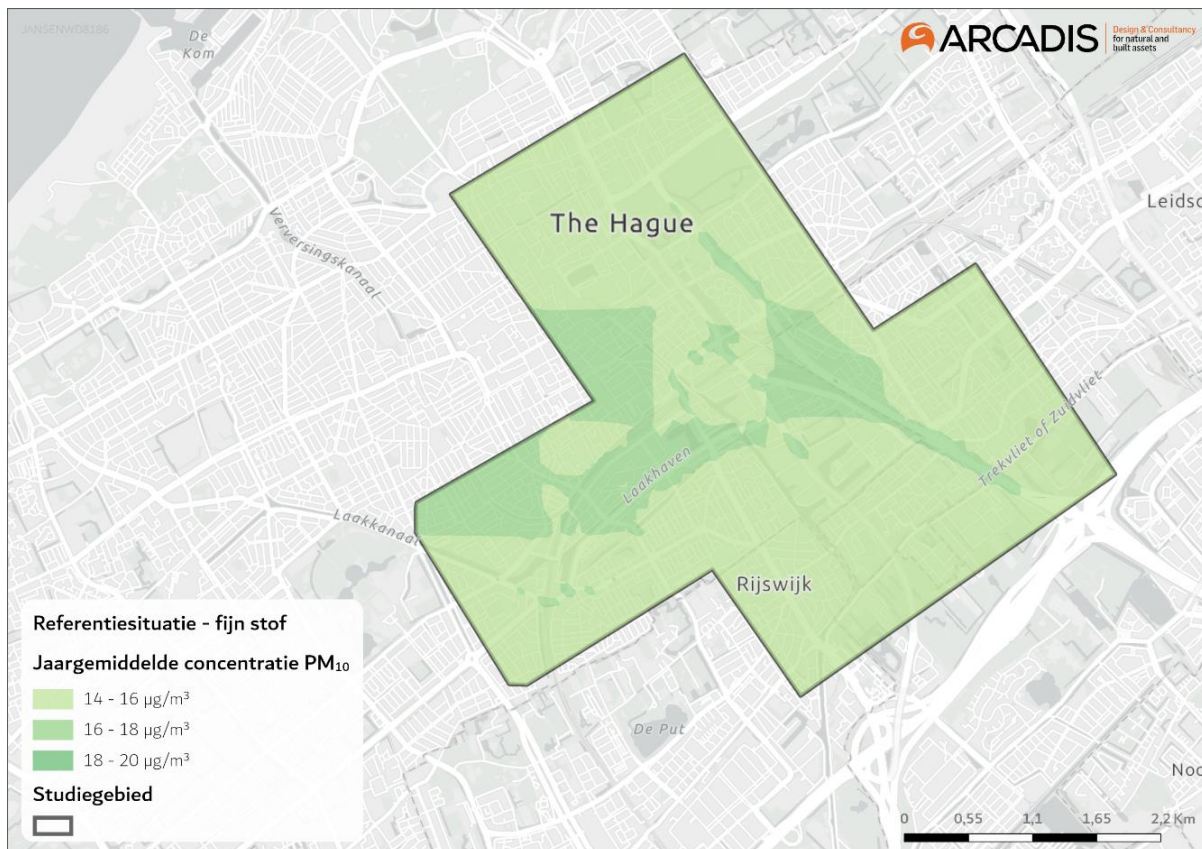 JANSENWD8186
De
Kom
ARCADIS
Design & Consultancy
for natural and
built assets
The Hague
Leidsc
Verversingskanaal
Trekvliet of Zuidvliet
Laakhaven
Laakkanaal
Rijswijk
De Put
Noo
Referentiesituatie - fijn stof
Jaargemiddelde concentratie PM₁₀
14 - 16 µg/m³
16 - 18 µg/m³
18 - 20 µg/m³
Studiegebied
0 0,55 1,1 1,65 2,2 Km